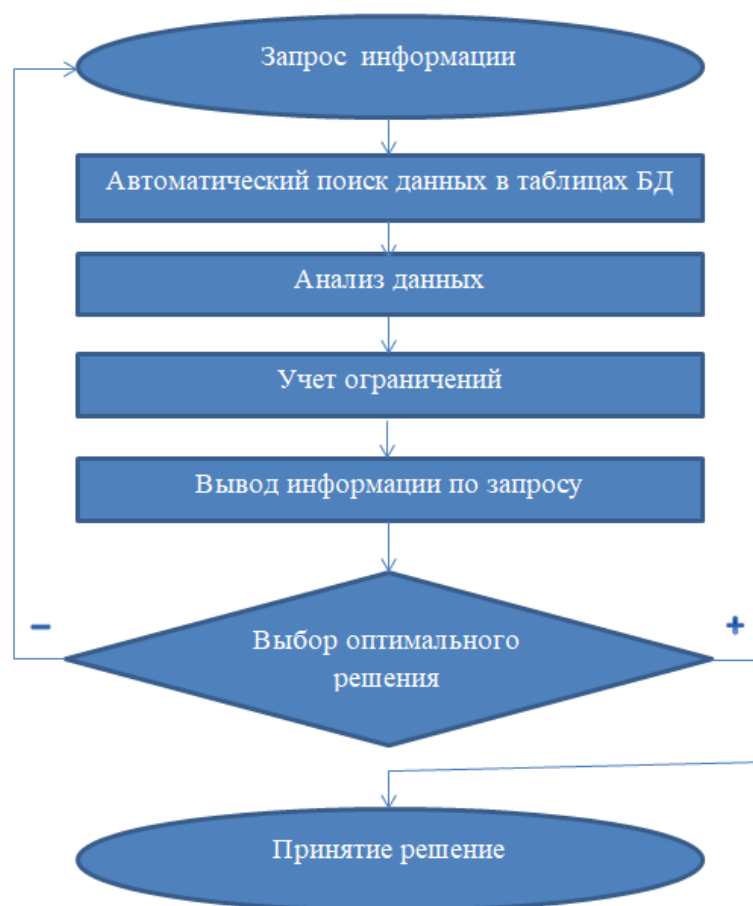 Запрос информации
Автоматический поиск данных в таблицах БД
Анализ данных
Учет ограничений
Вывод информации по запросу
−
+
Выбор оптимального
решения
Принятие решение